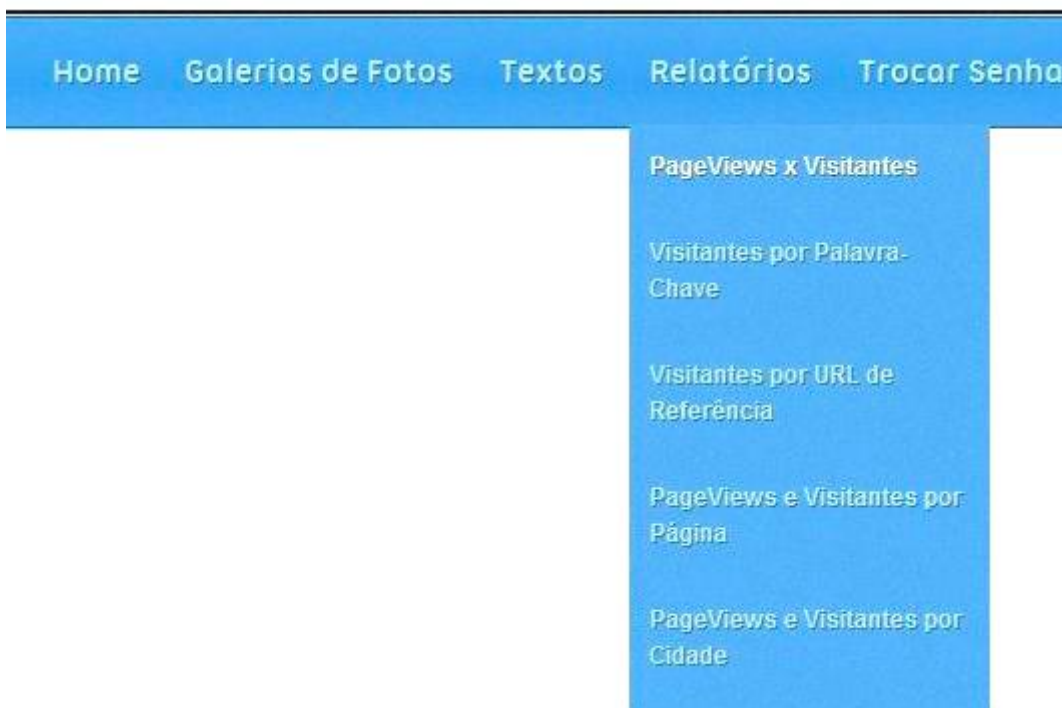 Home Galerias de Fotos Textos Relatórios Trocar Senha
PageViews x Visitantes
Visitantes por Palavra-
Chave
Visitantes por URL de
Referência
PageViews e Visitantes por
Página
PageViews e Visitantes por
Cidade